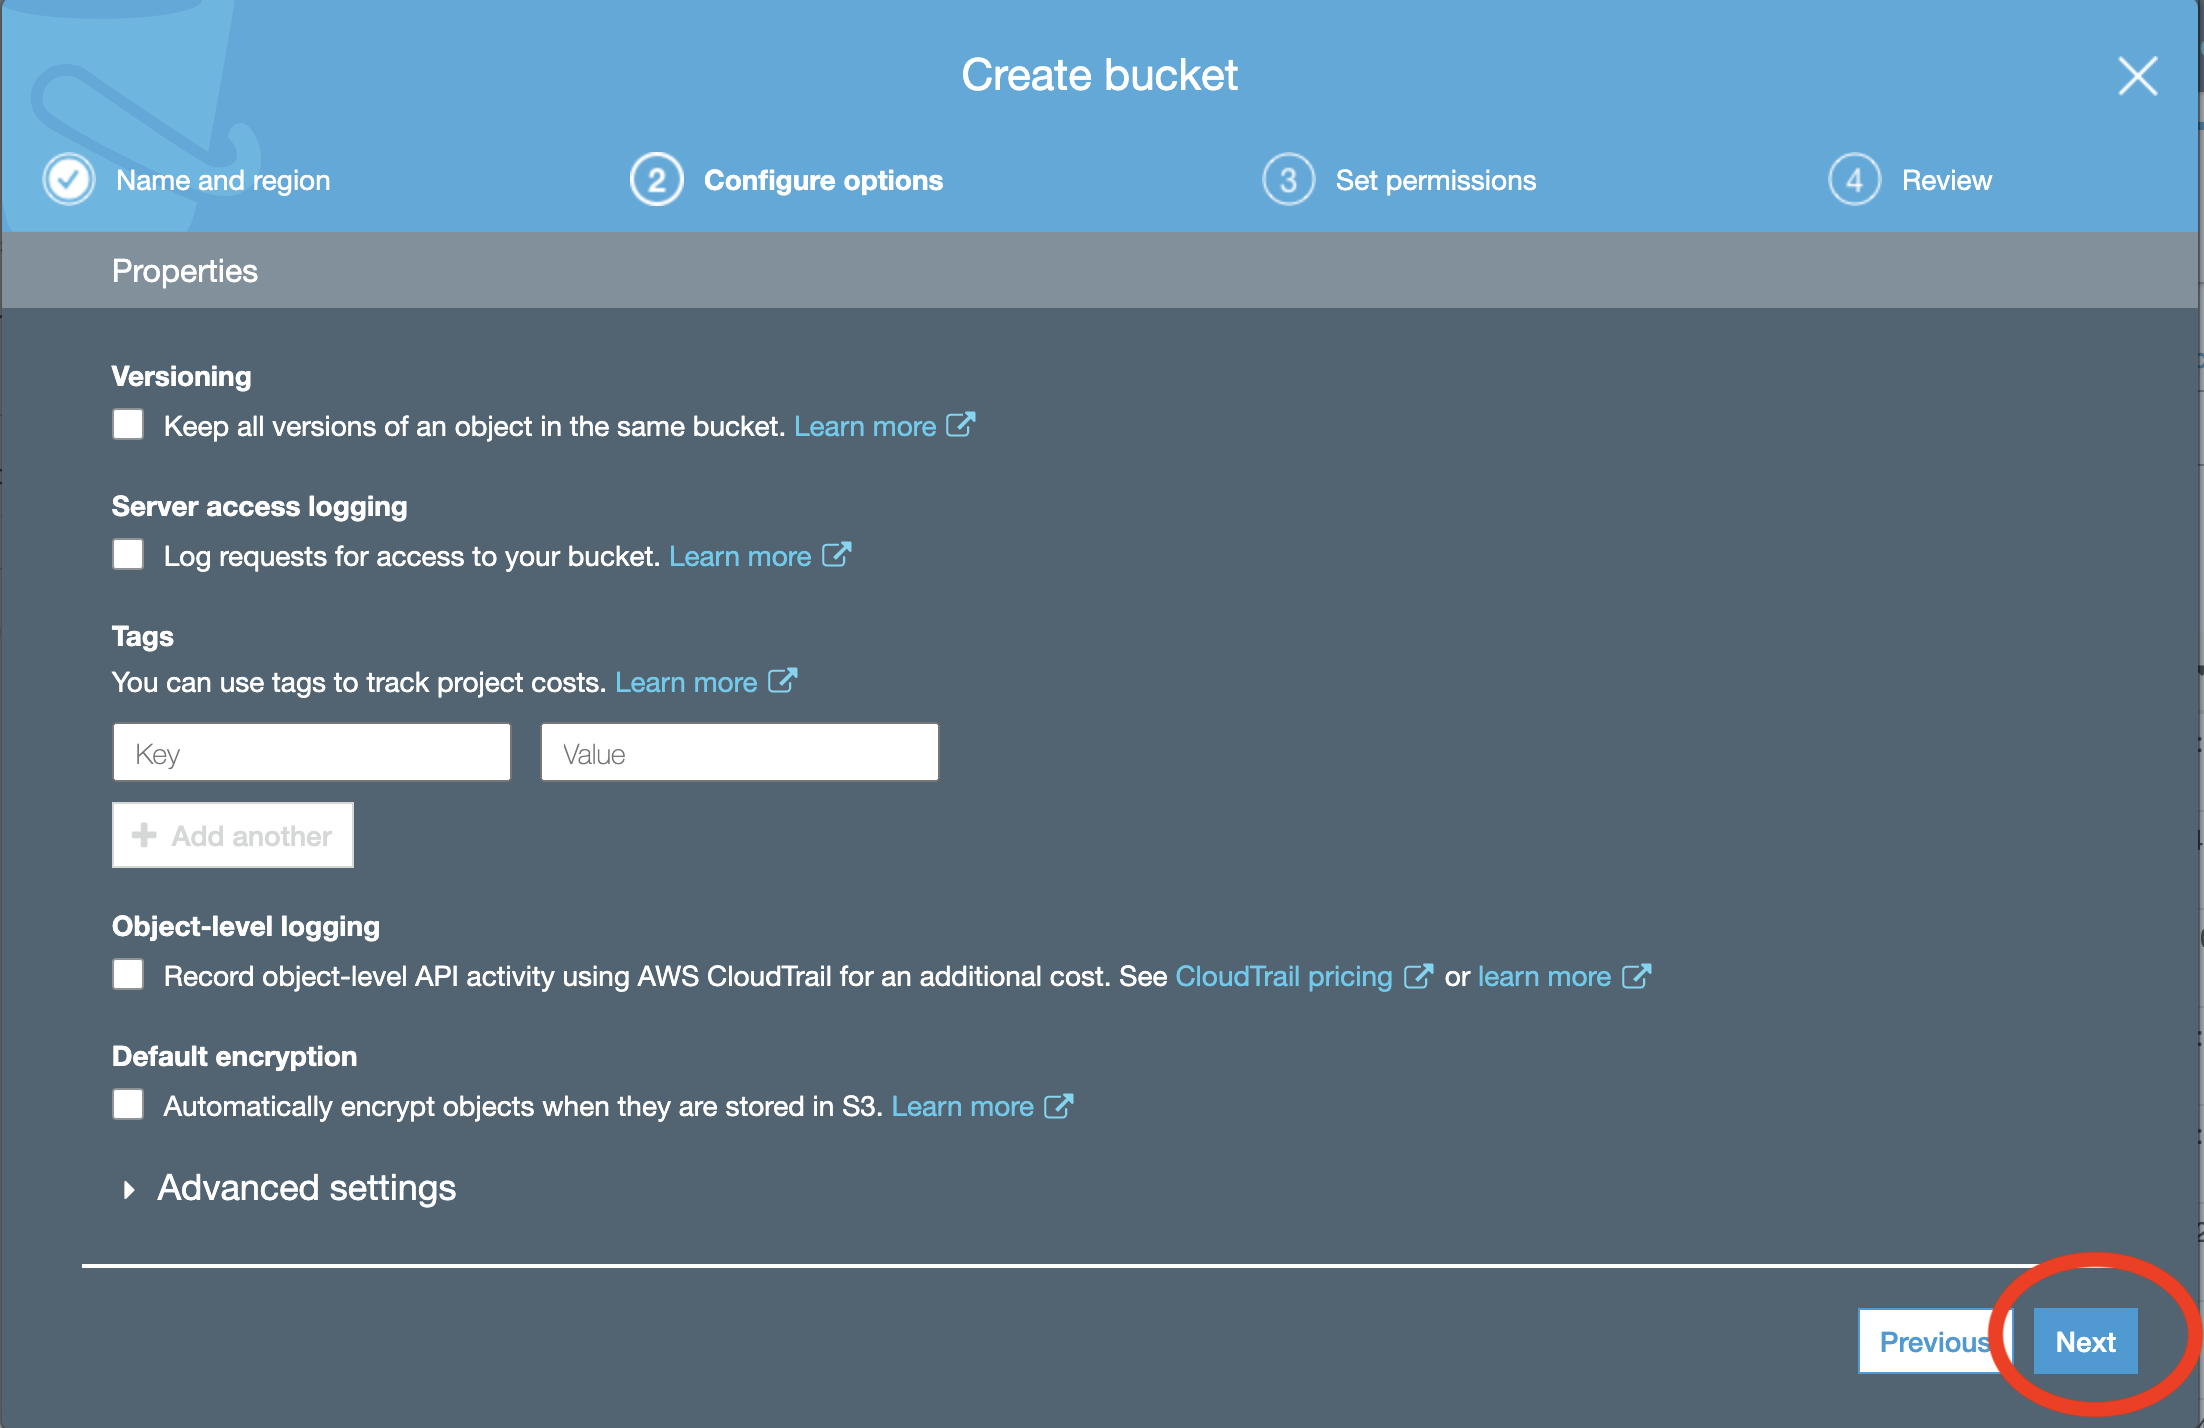 Create bucket
Name and region
2 Configure options
3 Set permissions
4 Review
Properties
Versioning
Keep all versions of an object in the same bucket. Learn more
Server access logging
Log requests for access to your bucket. Learn more
Tags
You can use tags to track project costs. Learn more
Key Value
Add another
Object-level logging
Record object-level API activity using AWS CloudTrail for an additional cost. See CloudTrail pricing or learn more
Default encryption
Automatically encrypt objects when they are stored in S3. Learn more
Advanced settings
Previous Next